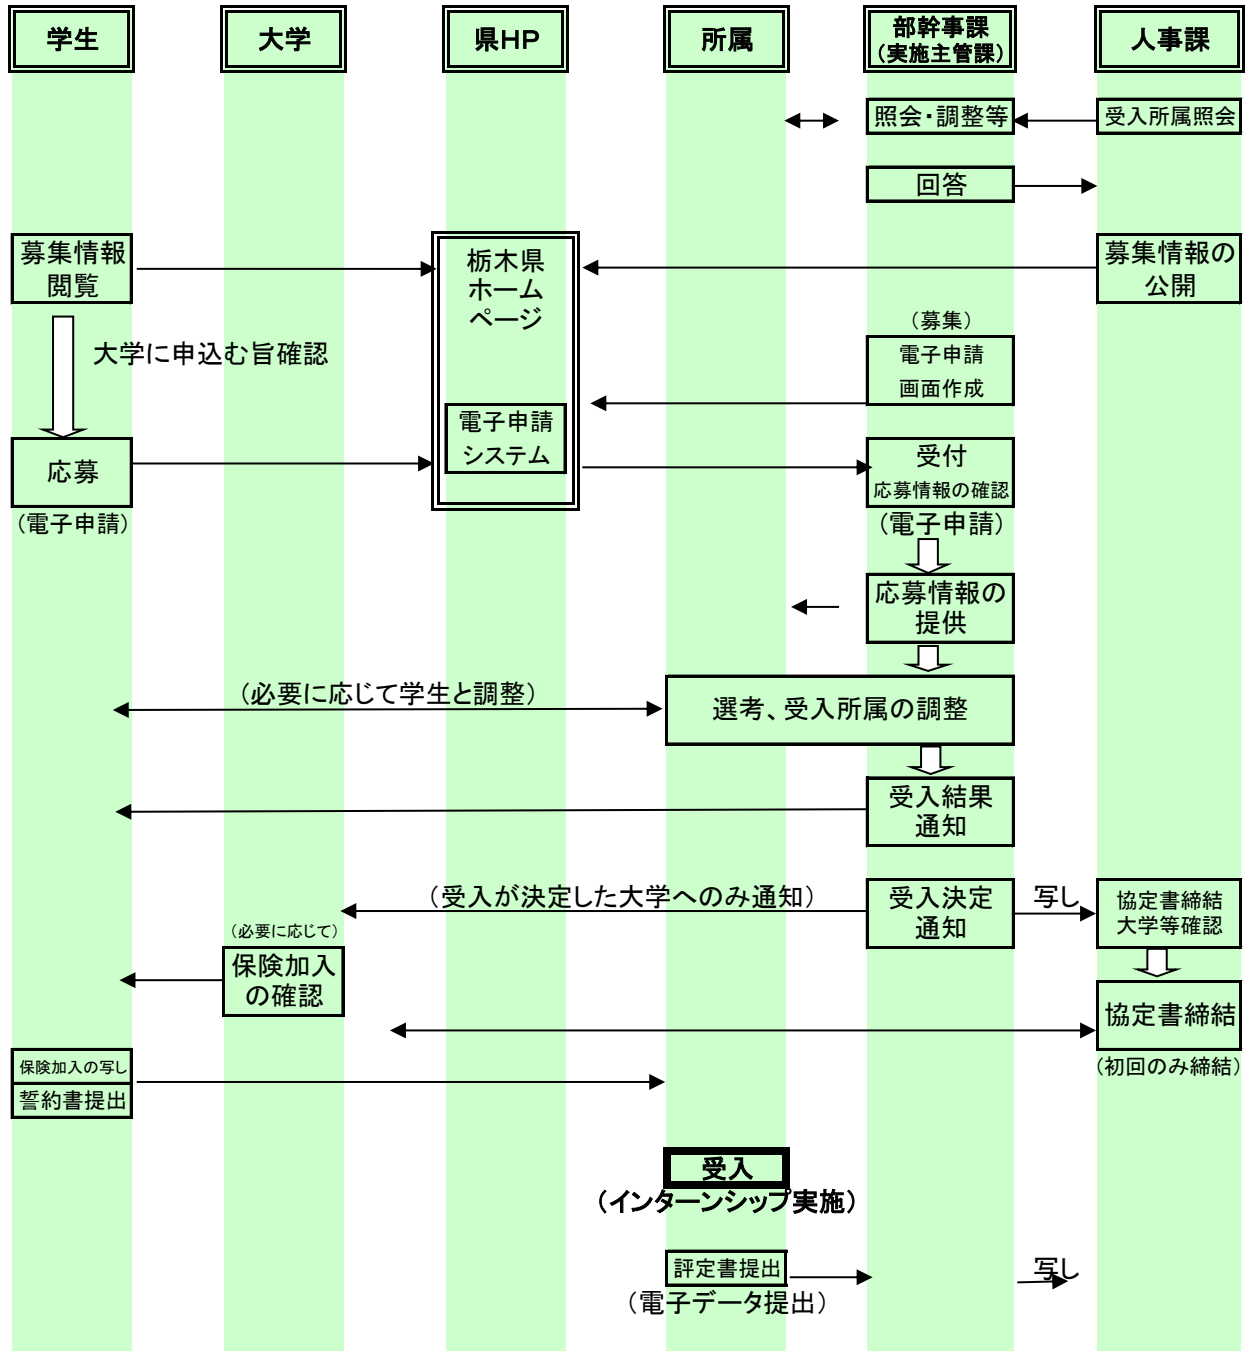 学生
大学
県HP
所属
部幹事課
（実施主管課）
人事課
照会・調整等
受入所属照会
回答
募集情報
閲覧
栃木県
ホーム
ページ
募集情報の
公開
（募集）
大学に申込む旨確認
電子申請
画面作成
電子申請
システム
応募
（電子申請）
受付
応募情報の確認
（電子申請）
応募情報の
提供
（必要に応じて学生と調整）
選考、受入所属の調整
受入結果
通知
（受入が決定した大学へのみ通知）
受入決定
通知
写し
協定書締結
大学等確認
（必要に応じて）
保険加入
の確認
協定書締結
（初回のみ締結）
保険加入の写し
誓約書提出
受入
（インターンシップ実施）
評定書提出
（電子データ提出）
写し